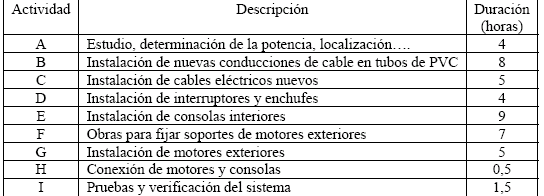 Actividad Descripción Duración
(horas)
A Estudio, determinación de la potencia, localización…. 4
B Instalación de nuevas conducciones de cable en tubos de PVC 8
C Instalación de cables eléctricos nuevos 5
D Instalación de interruptores y enchufes 4
E Instalación de consolas interiores 9
F Obras para fijar soportes de motores exteriores 7
G Instalación de motores exteriores 5
H Conexión de motores y consolas 0,5
I Pruebas y verificación del sistema 1,5